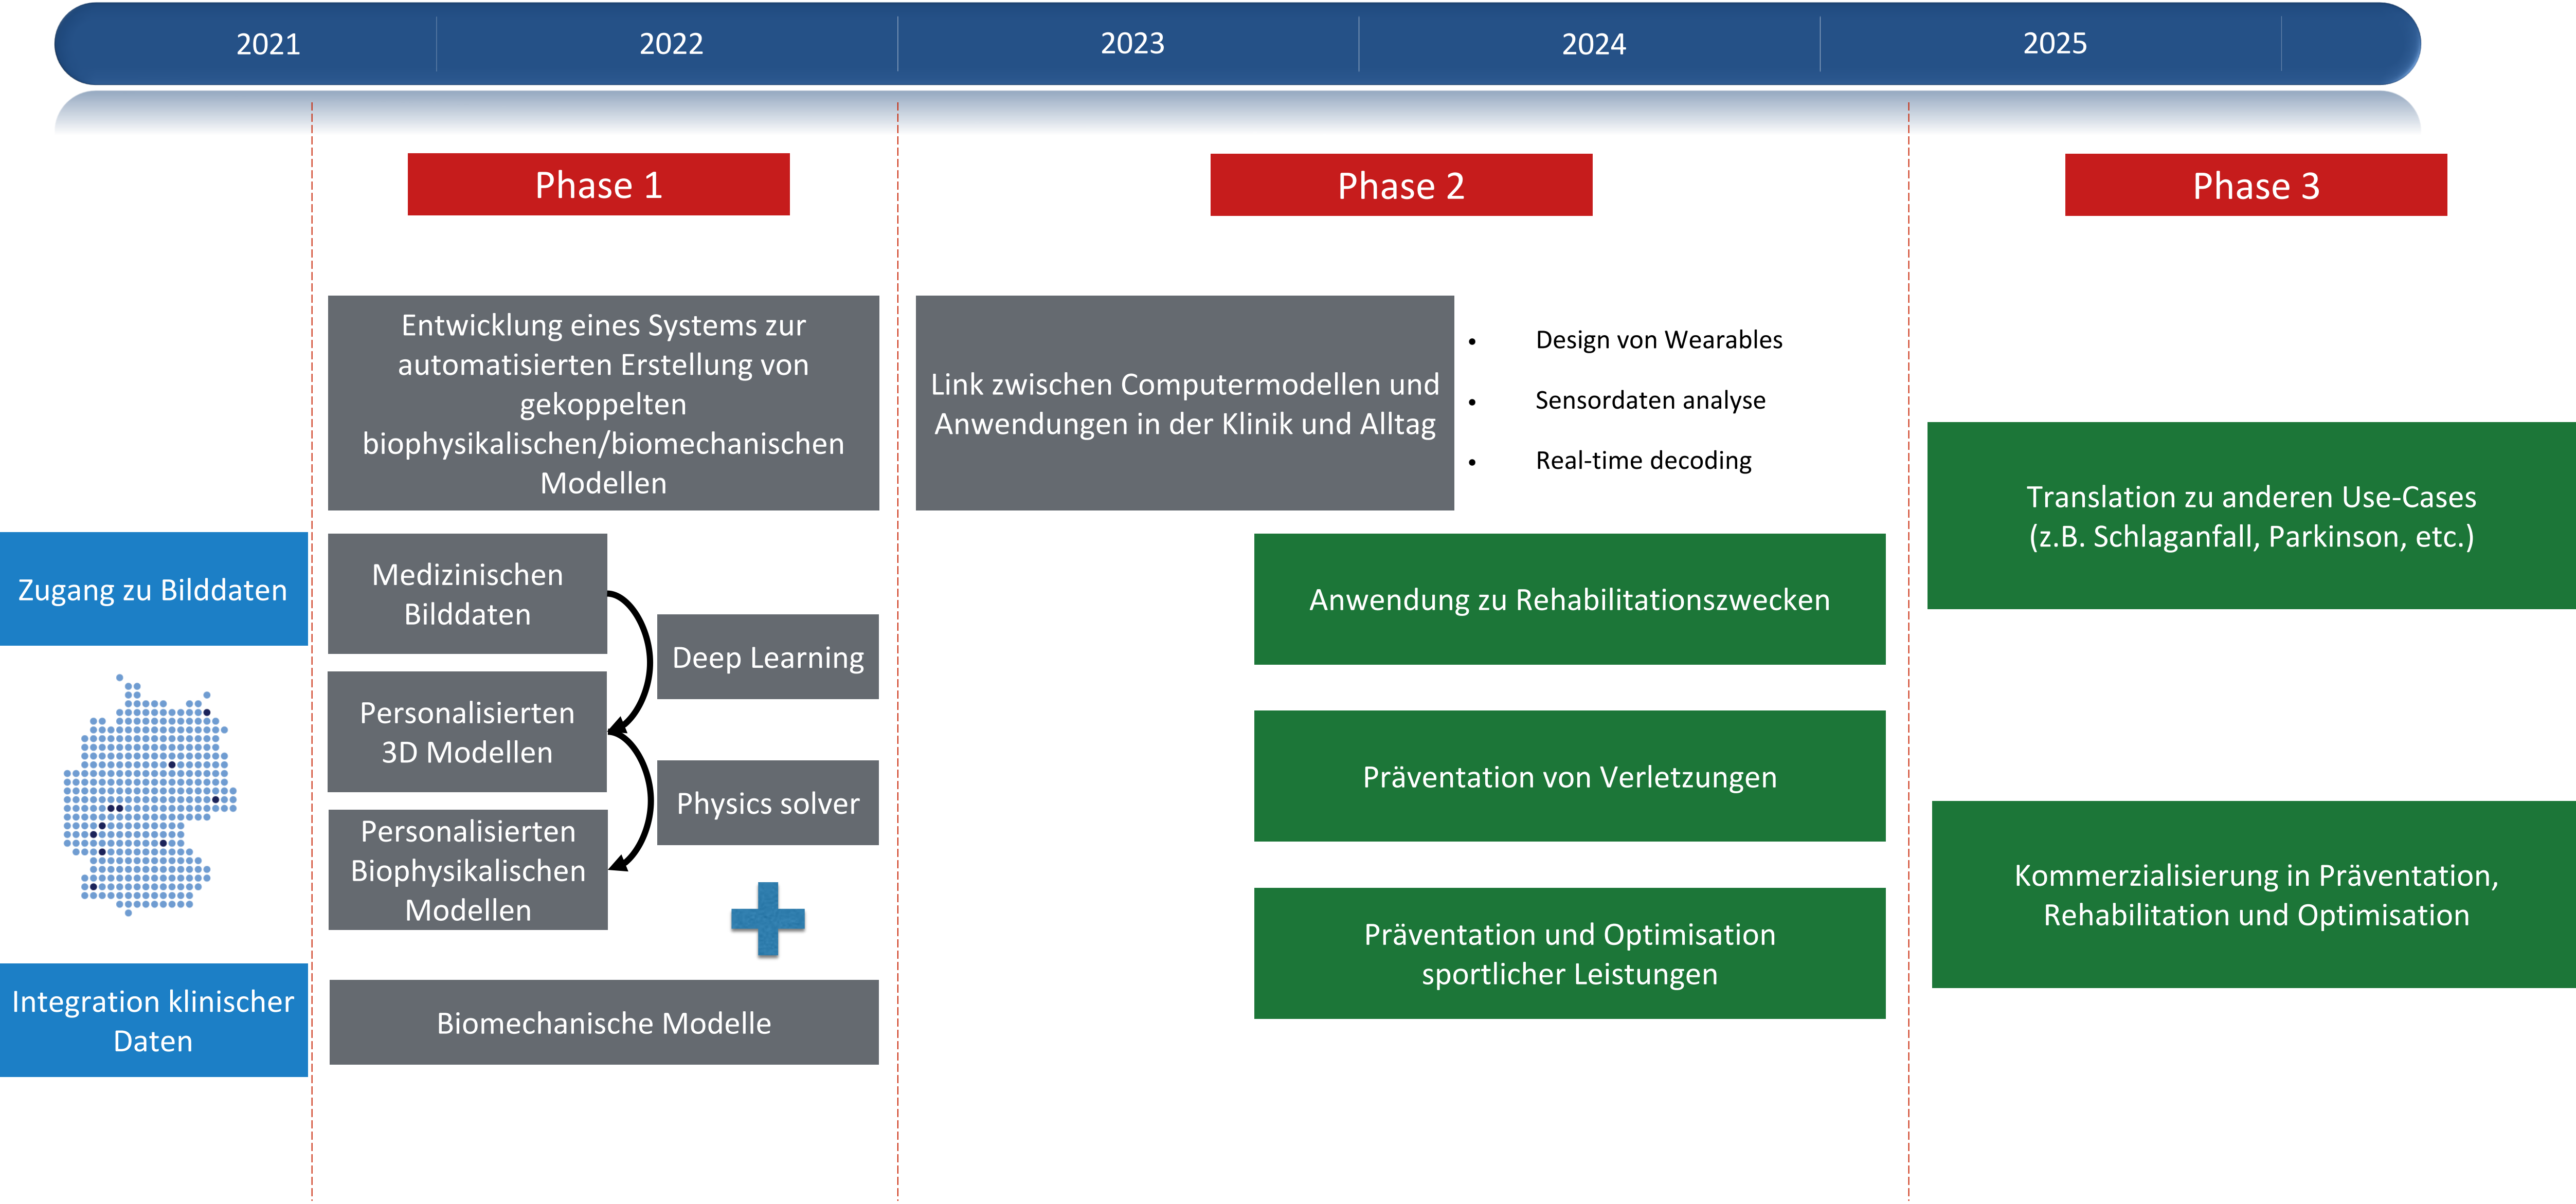 2021
2022
2023
2024
2025
Phase 1
Phase 2
Phase 3
Entwicklung eines Systems zur
automatisierten Erstellung von
gekoppelten
biophysikalischen/biomechanischen
Modellen
Link zwischen Computermodellen und
Anwendungen in der Klinik und Alltag
• Design von Wearables
• Sensordaten analyse
• Real-time decoding
Zugang zu Bilddaten
Integration klinischer
Daten
Medizinischen
Bilddaten
Deep Learning
Personalisierten
3D Modellen
Physics solver
Personalisierten
Biophysikalischen
Modellen
Biomechanische Modelle
Anwendung zu Rehabilitationszwecken
Präventation von Verletzungen
Präventation und Optimisation
sportlicher Leistungen
Translation zu anderen Use-Cases
(z.B. Schlaganfall, Parkinson, etc.)
Kommerzialisierung in Präventation,
Rehabilitation und Optimisation